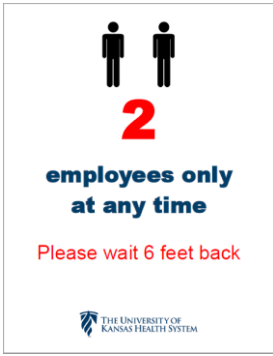 2
employees only
at any time
Please wait 6 feet back
THE UNIVERSITY OF
KANSAS HEALTH SYSTEM